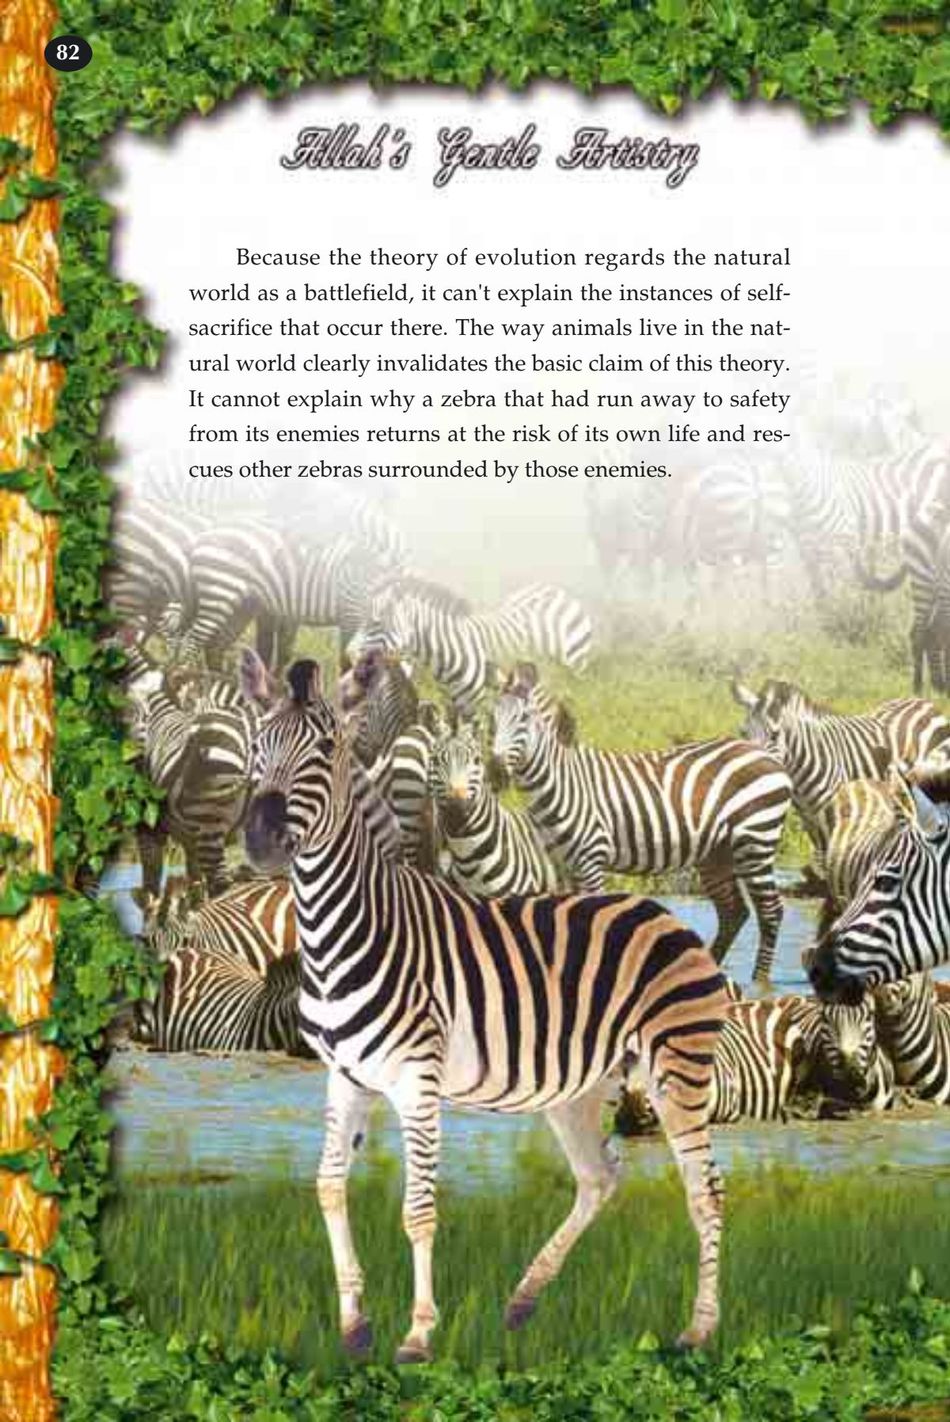 82
Allah's Gentle Artistry
Because the theory of evolution regards the natural
world as a battlefield, it can't explain the instances of self-
sacrifice that occur there. The way animals live in the nat-
ural world clearly invalidates the basic claim of this theory.
It cannot explain why a zebra that had run away to safety
from its enemies returns at the risk of its own life and res-
cues other zebras surrounded by those enemies.